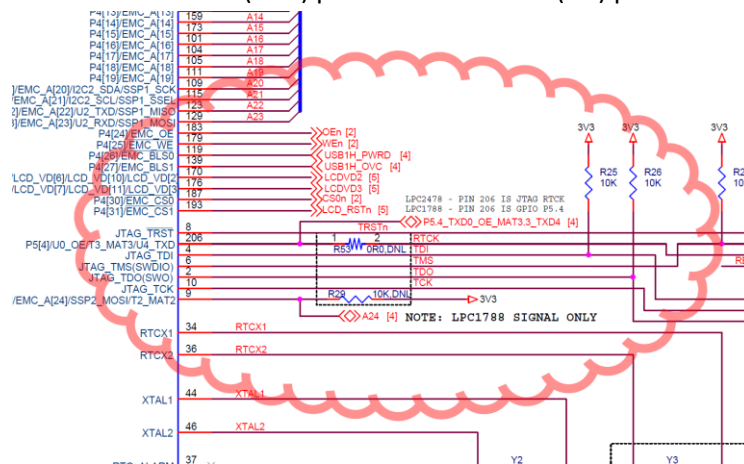 P4[13]/EMC_A[13]
P4[14]/EMC_A[14] 159 A14
P4[15]/EMC_A[15] 173 A15
P4[16]/EMC_A[16] 101 A16
P4[17]/EMC_A[17] 104 A17
P4[18]/EMC_A[18] 105 A18
P4[19]/EMC_A[19] 111 A19
]/EMC_A[20]/I2C2_SDA/SSP1_SCK 109 A20
/EMC_A[21]/I2C2_SCL/SSP1_SSEL 115 A21
2]/EMC_A[22]/U2_TXD/SSP1_MISO 123 A22
3]/EMC_A[23]/U2_RXD/SSP1_MOSI 129 A23
P4[24]/EMC_OE 183 OEn [2]
P4[25]/EMC_WE 179 WEn [2]
P4[26]/EMC_BLS0 119 USB1H_PWRD [4]
P4[27]/EMC_BLS1 139 USB1H_OVC [4]
/LCD_VD[6]/LCD_VD[10]/LCD_VD[2] 170 LCDVD2 [5]
/LCD_VD[7]/LCD_VD[11]/LCD_VD[3 176 LCDVD3 [5]
P4[30]/EMC_CS0 187 CS0n [2]
P4[31]/EMC_CS1 193 LCD_RSTn [5]
3V3 3V3 3V3
R25 R26
10K 10K
LPC2478 - PIN 206 IS JTAG RTCK
LPC1788 - PIN 206 IS GPIO P5.4
P5.4_TXD0_OE_MAT3.3_TXD4 [4]
JTAG_TRST 8 TRSTn
P5[4]/U0_OE/T3_MAT3/U4_TXD 206 1 2 RTCK
R53 0R0,DNL
JTAG_TDI 4 TDI
JTAG_TMS(SWDIO) 6 TMS
JTAG_TDO(SWO) 2 TDO
JTAG_TCK 10 TCK
/EMC_A[24]/SSP2_MOSI/T2_MAT2 9 R29 10K,DNL 3V3
A24 [4] NOTE: LPC1788 SIGNAL ONLY
RTCX1 34 RTCX1
RTCX2 36 RTCX2
XTAL1 44 XTAL1
XTAL2 46 XTAL2
37 Y2 Y3